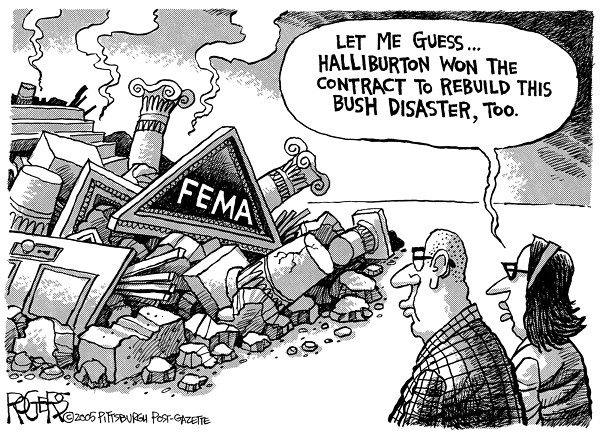 LET ME GUESS...
HALLIBURTON WON THE
CONTRACT TO REBUILD THIS
BUSH DISASTER, TOO.
FEMA
ROGERS ©2005 PITTSBURGH POST-GAZETTE